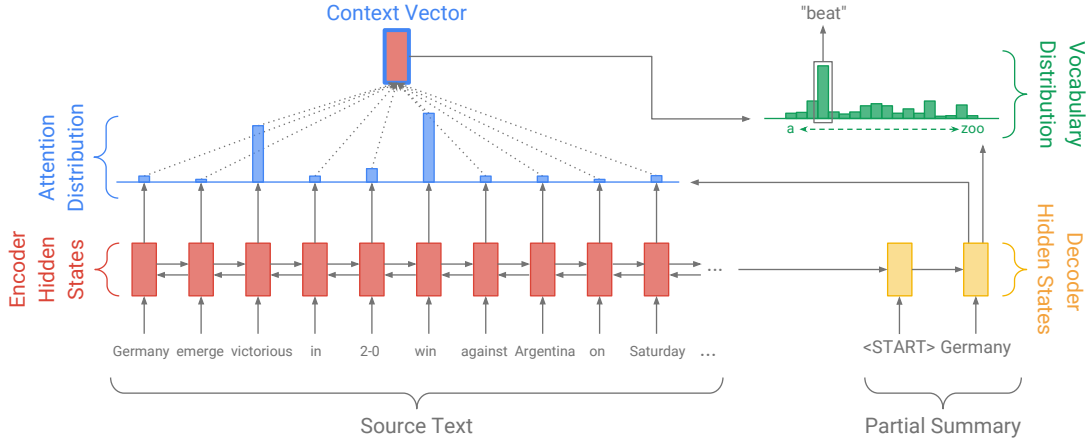 Context Vector
"beat"
Vocabulary
Distribution
a
zoo
Attention
Distribution
Encoder
Hidden
States
...
Decoder
Hidden States
Germany emerge victorious in 2-0 win against Argentina on Saturday ...
<START> Germany
Source Text
Partial Summary